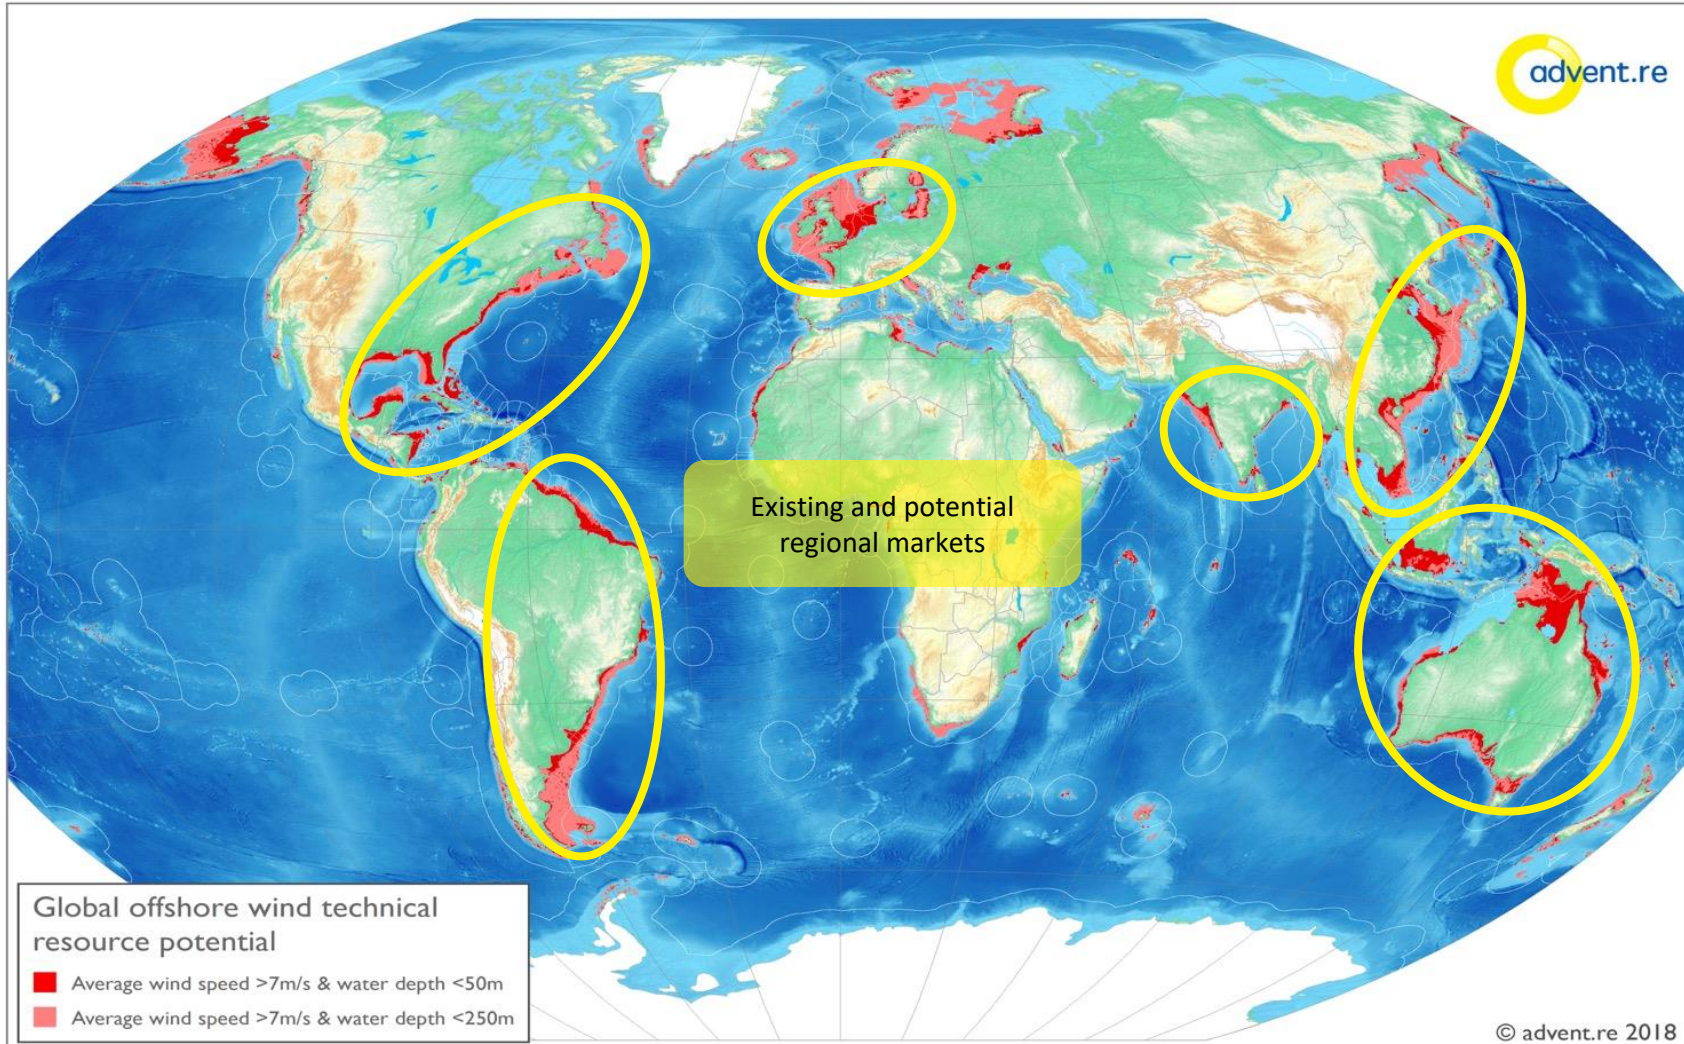 advent.re
Existing and potential
regional markets
Global offshore wind technical
resource potential
Average wind speed >7m/s & water depth <50m
Average wind speed >7m/s & water depth <250m
© advent.re 2018